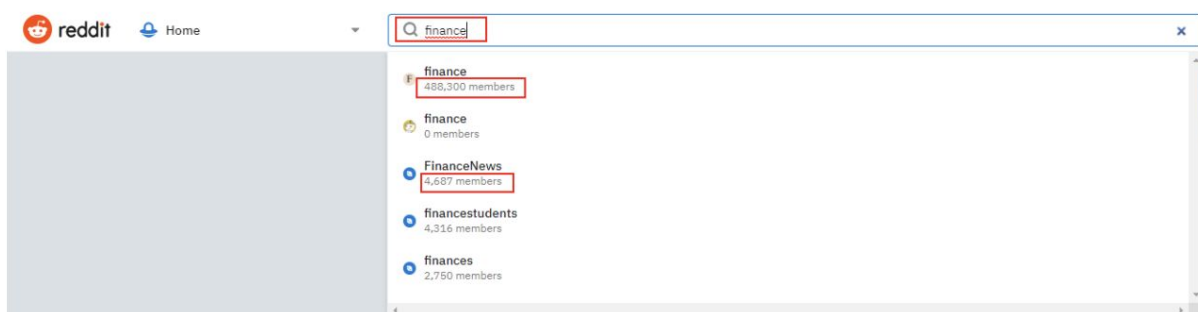 reddit Home finance
finance
488,300 members
finance
0 members
FinanceNews
4,687 members
financestudents
4,316 members
finances
2,750 members